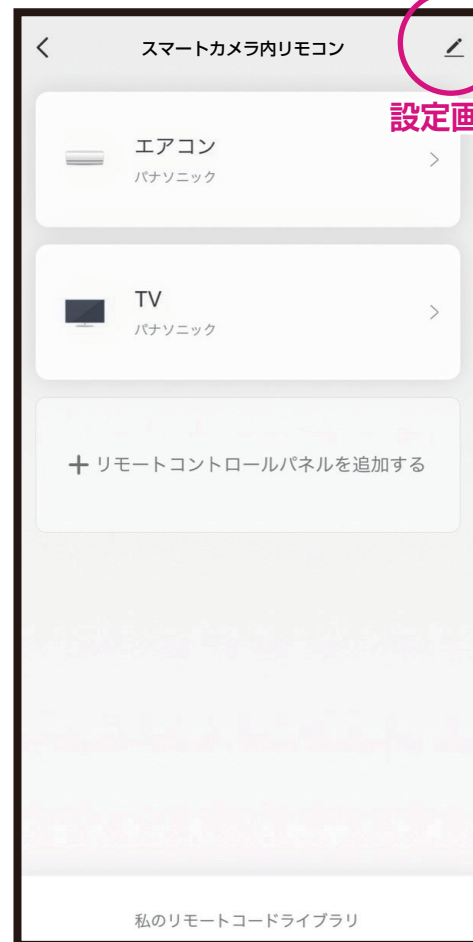 スマートカメラ内リモコン
設定画
エアコン
パナソニック
TV
パナソニック
+ リモートコントロールパネルを追加する
私のリモートコードライブラリ